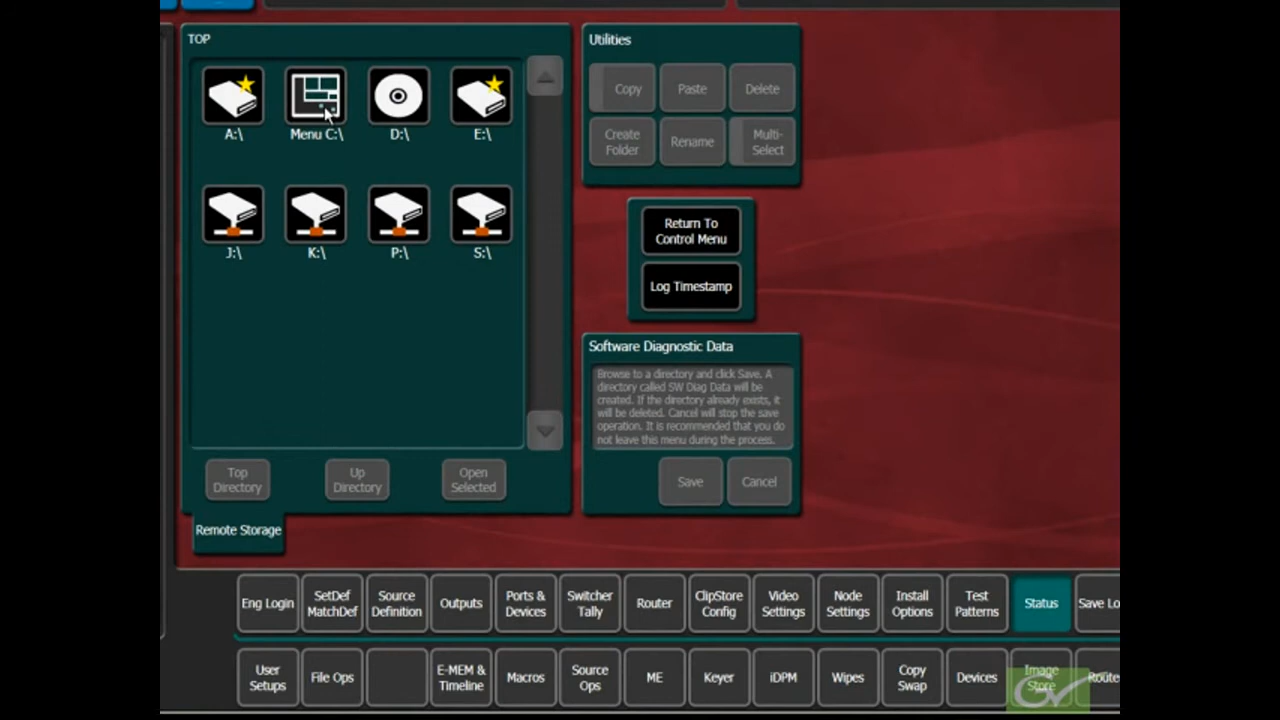 TOP
A:\
Menu C:\
D:\
E:\
J:\
K:\
P:\
S:\
Top
Directory
Up
Directory
Open
Selected
Remote Storage
Utilities
Copy
Paste
Delete
Create
Folder
Rename
Multi-
Select
Return To
Control Menu
Log Timestamp
Software Diagnostic Data
Browse to a directory and click Save. A
directory called SW Diag Data will be
created. If the directory already exists, it
will be deleted. Cancel will stop the save
operation. It is recommended that you do
not leave this menu during the process.
Save
Cancel
Eng Login
SetDef
MatchDef
Source
Definition
Outputs
Ports &
Devices
Switcher
Tally
Router
ClipStore
Config
Video
Settings
Node
Settings
Install
Options
Test
Patterns
Status
Save Lo
User
Setups
File Ops
E-MEM &
Timeline
Macros
Source
Ops
ME
Keyer
iDPM
Wipes
Copy
Swap
Devices
Image
Store
Route